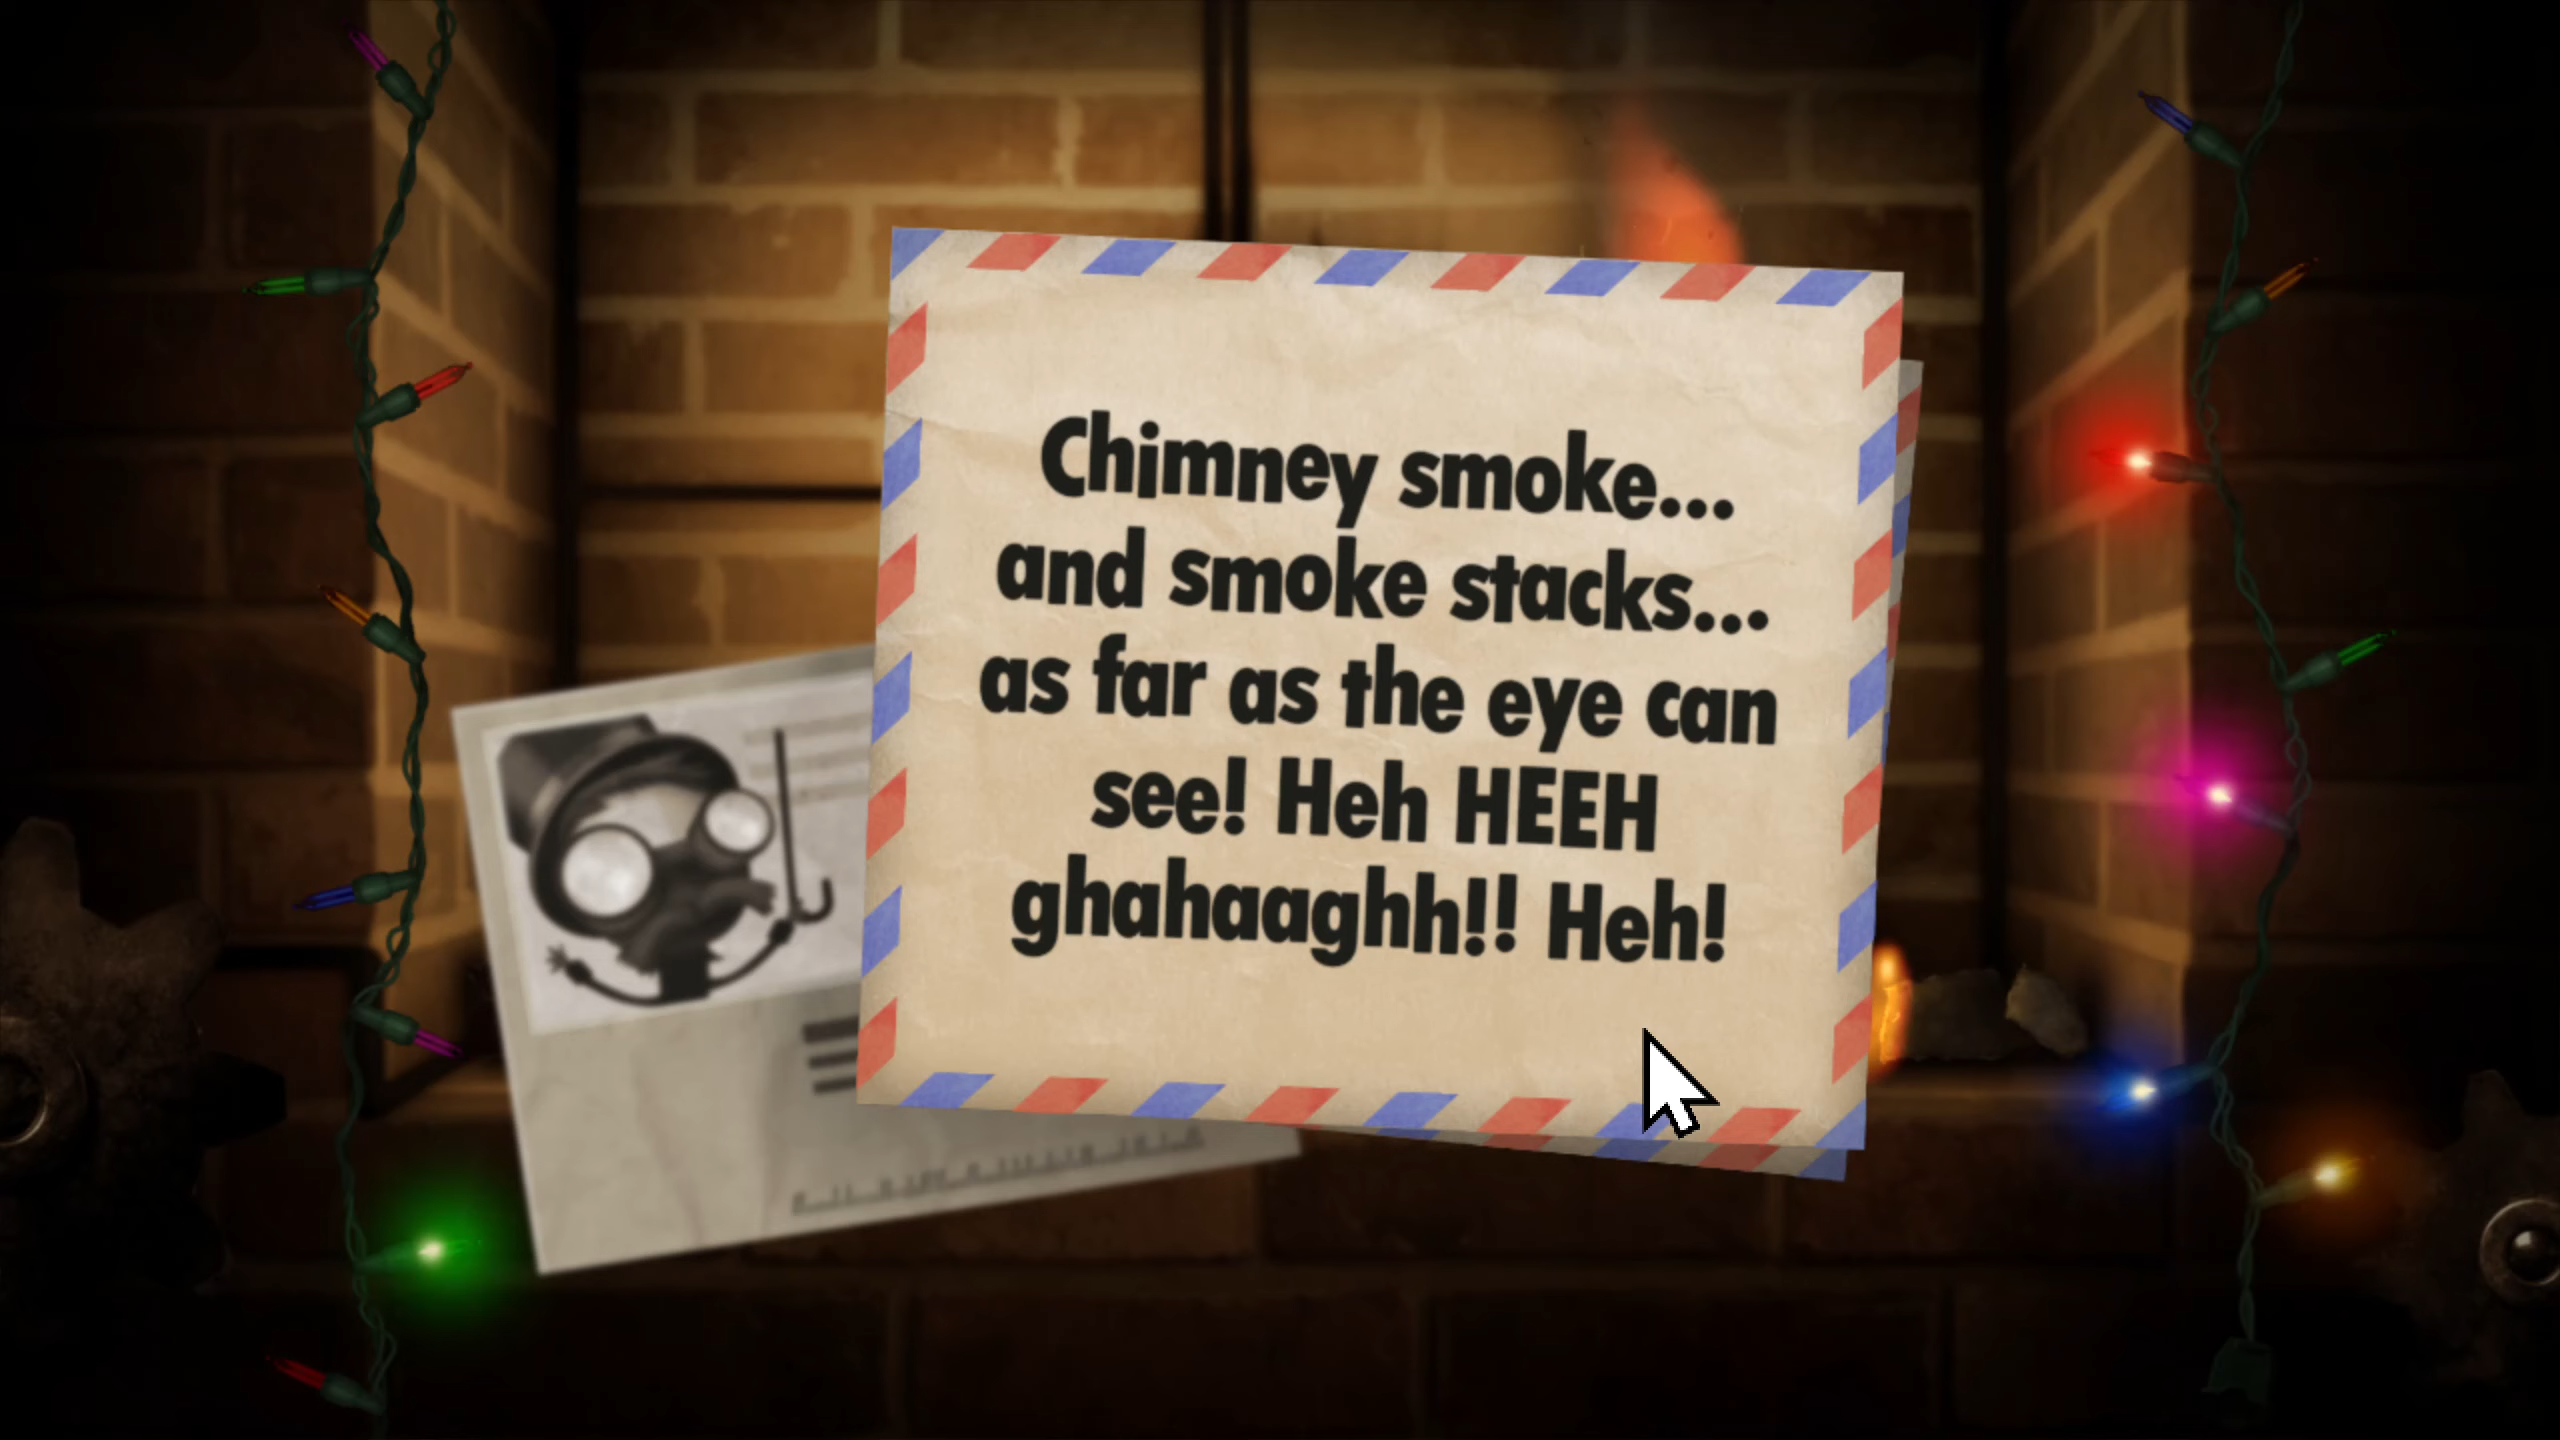 Chimney smoke...
and smoke stacks...
as far as the eye can
see! Heh HEEH
ghahaaghh!! Heh!